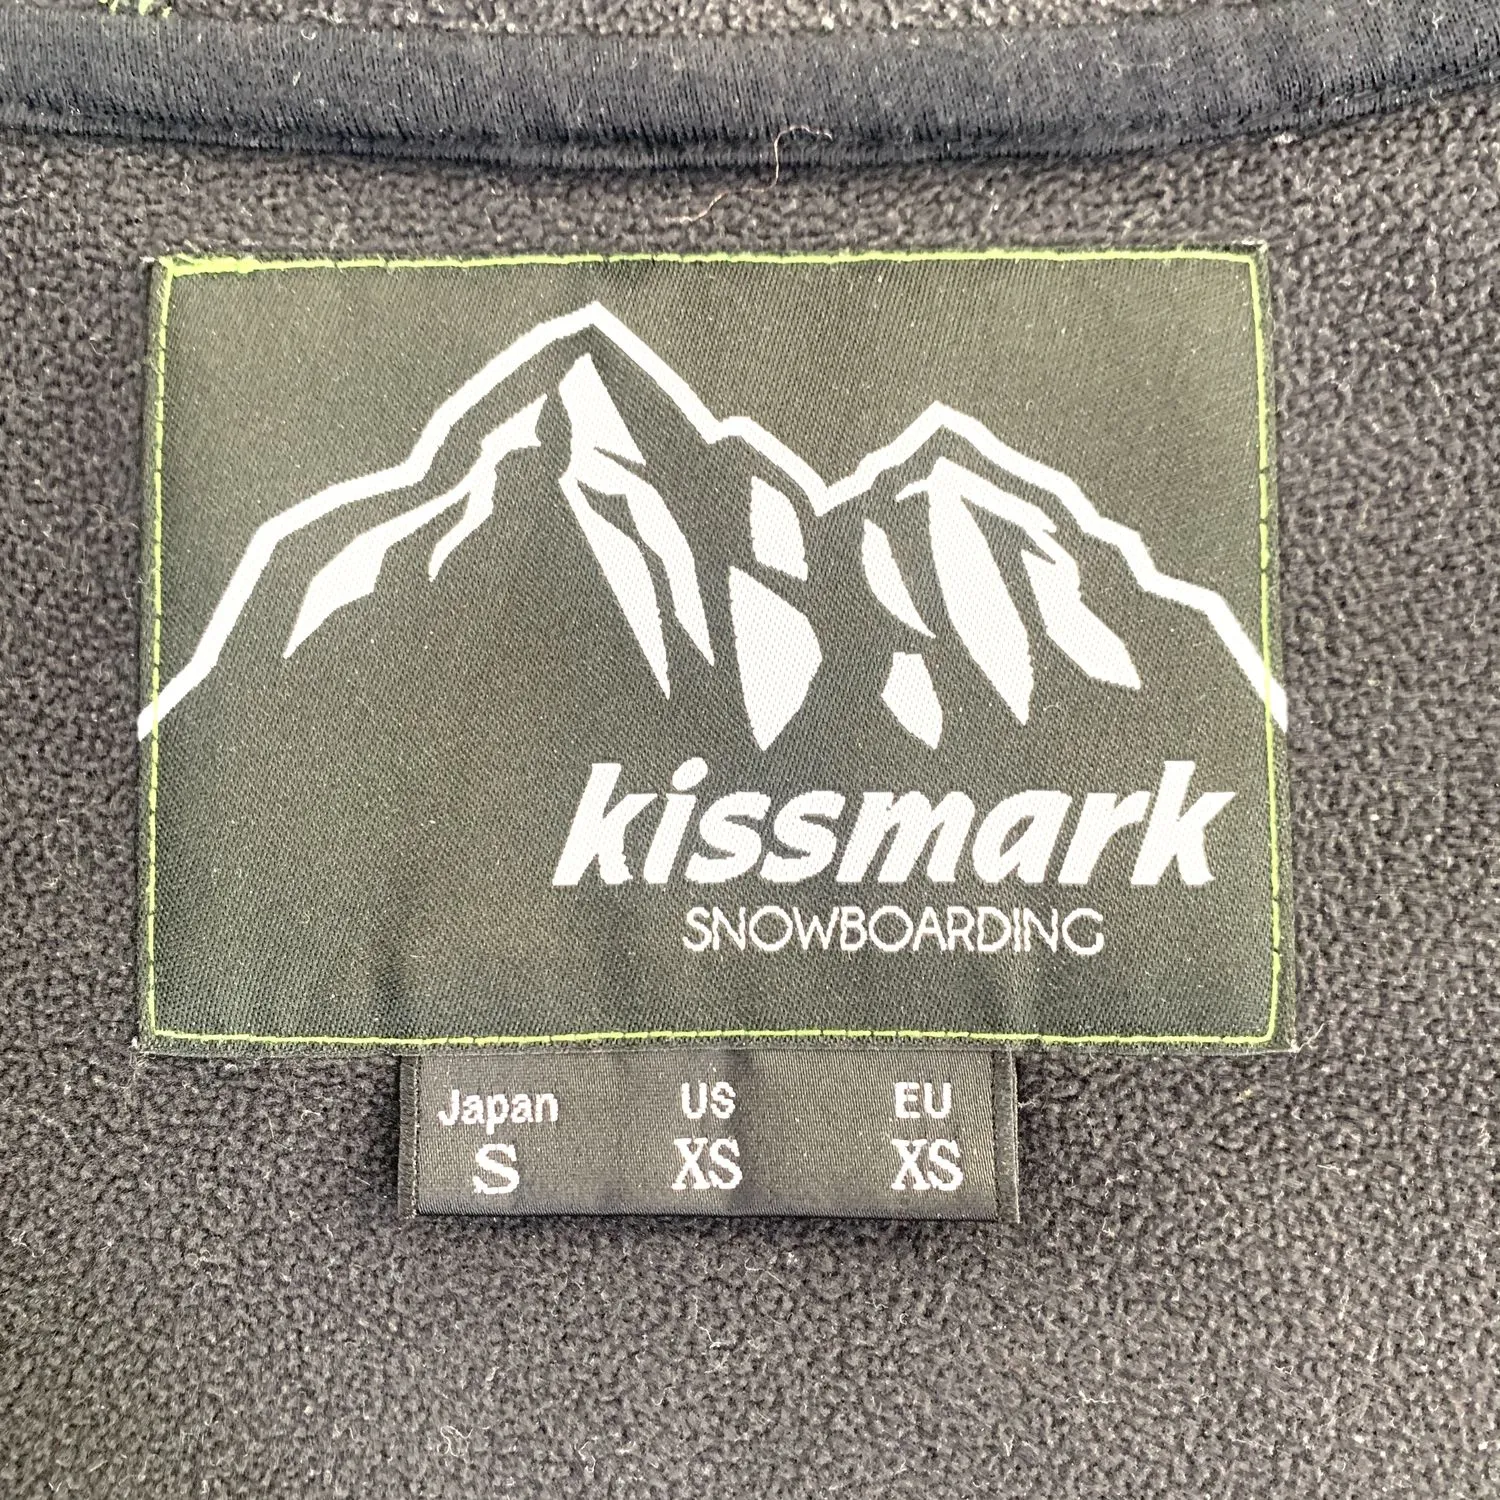 kissmark
SNOWBOARDING
Japan US EU
S XS XS